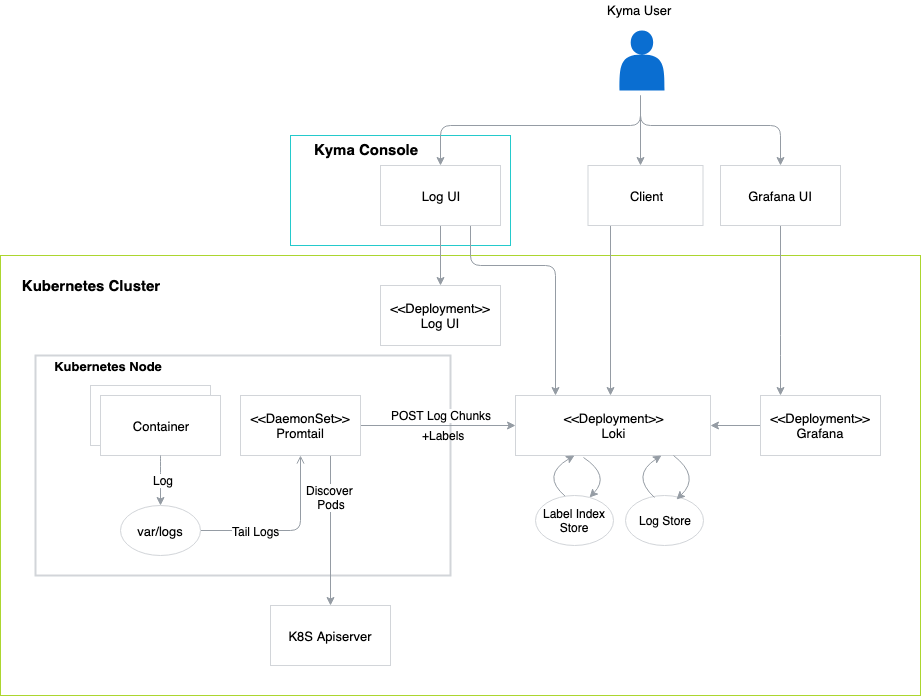 Kyma User
Kyma Console
Log UI
Client
Grafana UI
Kubernetes Cluster
<<Deployment>>
Log UI
Kubernetes Node
Container
<<DaemonSet>>
Promtail
POST Log Chunks
+Labels
<<Deployment>>
Loki
<<Deployment>>
Grafana
Log
Discover
Pods
var/logs
Tail Logs
Label Index
Store
Log Store
K8S Apiserver